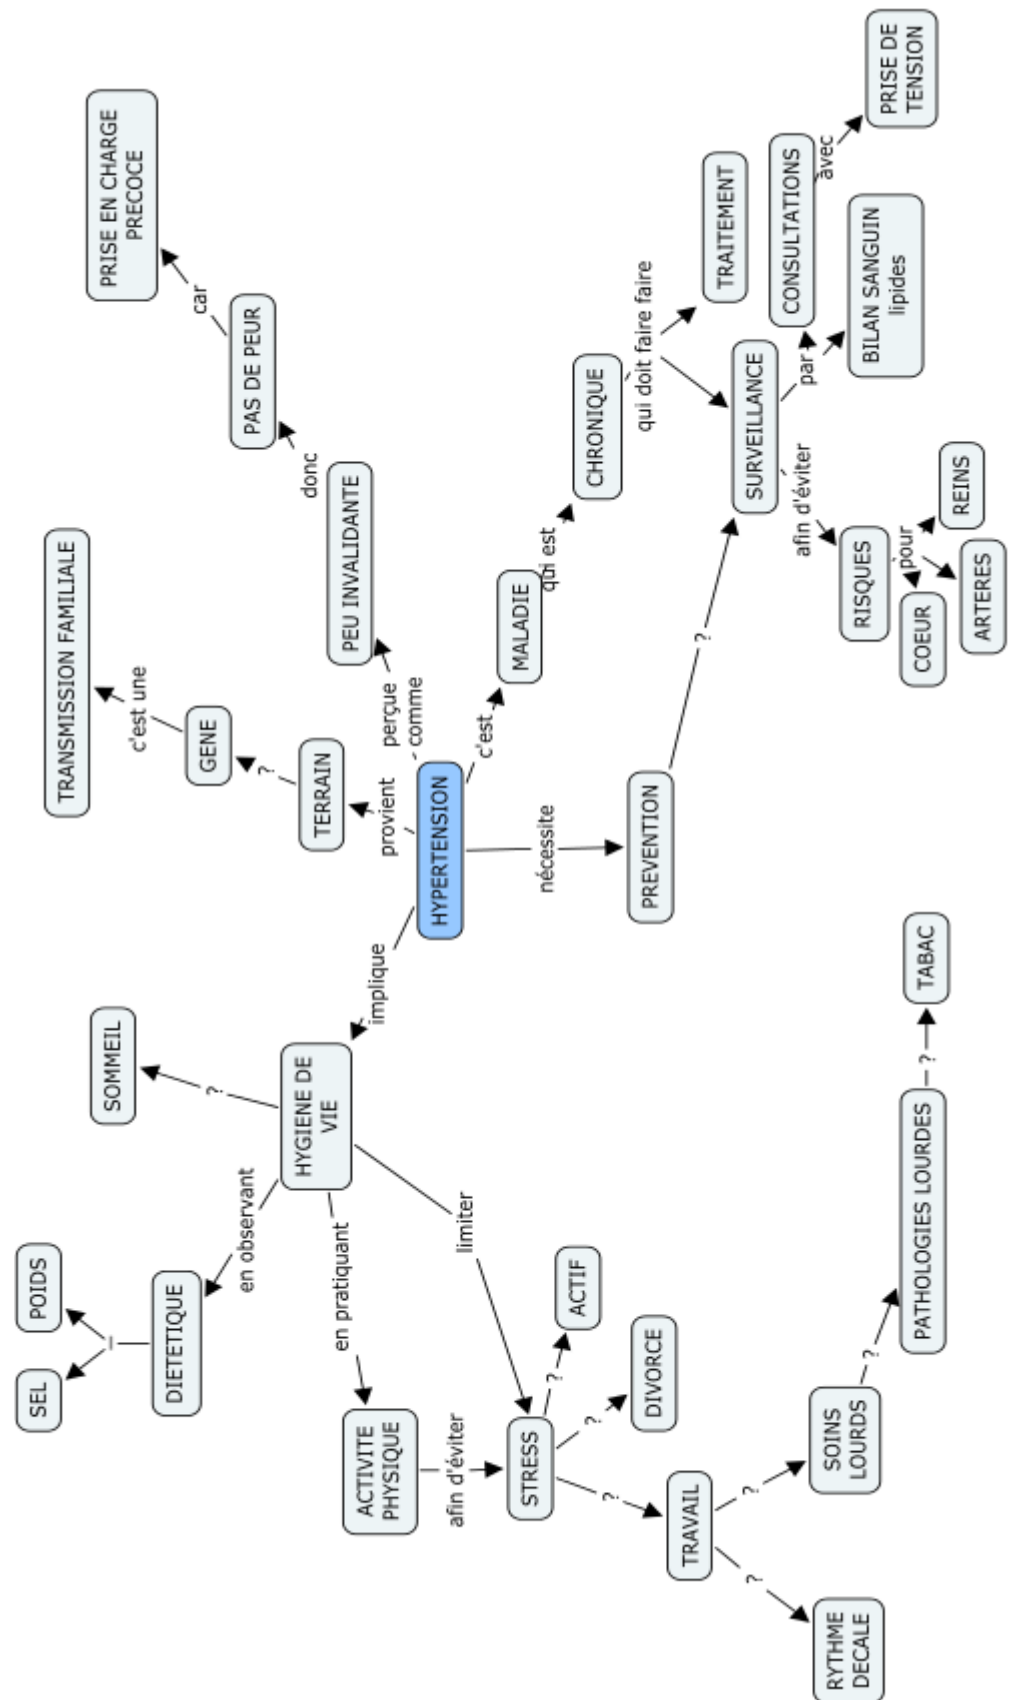 SEL
POIDS
SOMMEIL
TRANSMISSION FAMILIALE
PRISE EN CHARGE
PRECOCE
c'est une
DIETETIQUE
?
GENE
car
en observant
?
PAS DE PEUR
HYGIENE DE
VIE
TERRAIN
donc
en pratiquant
implique
provient
perçue
comme
PEU INVALIDANTE
ACTIVITE
PHYSIQUE
HYPERTENSION
afin d'éviter
limiter
c'est
MALADIE
qui est
STRESS
?
ACTIF
nécessite
CHRONIQUE
?
?
DIVORCE
PREVENTION
qui doit faire faire
TRAVAIL
?
TRAITEMENT
?
?
SURVEILLANCE
afin d'éviter
par
CONSULTATIONS
avec
RYTHME
DECALE
SOINS
LOURDS
?
RISQUES
BILAN SANGUIN
lipides
PRISE DE
TENSION
pour
PATHOLOGIES LOURDES
?
TABAC
COEUR
ARTERES
REINS